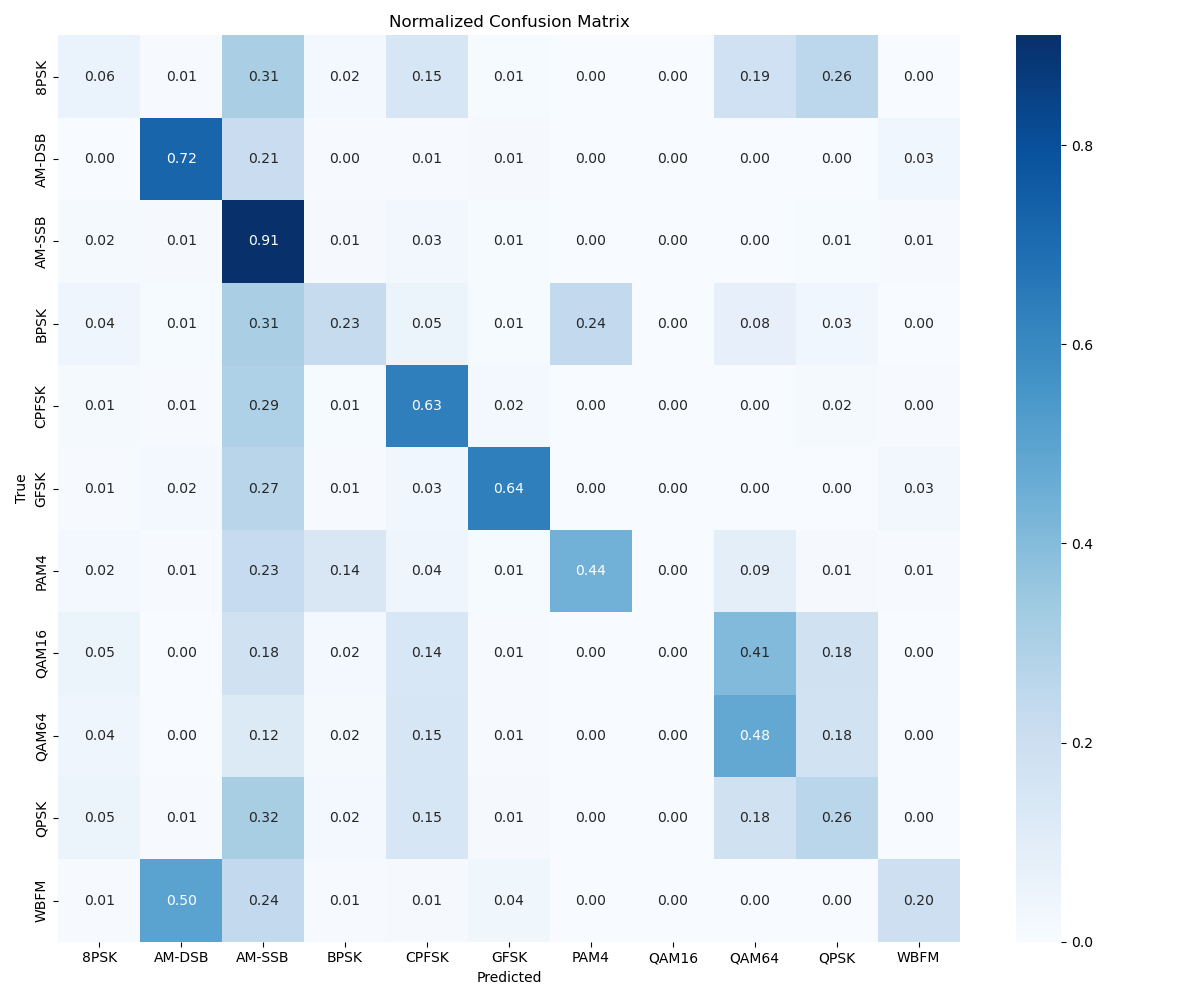 Normalized Confusion Matrix
8PSK 0.06 0.01 0.31 0.02 0.15 0.01 0.00 0.00 0.19 0.26 0.00
AM-DSB 0.00 0.72 0.21 0.00 0.01 0.01 0.00 0.00 0.00 0.00 0.03
AM-SSB 0.02 0.01 0.91 0.01 0.03 0.01 0.00 0.00 0.00 0.01 0.01
BPSK 0.04 0.01 0.31 0.23 0.05 0.01 0.24 0.00 0.08 0.03 0.00
CPFSK 0.01 0.01 0.29 0.01 0.63 0.02 0.00 0.00 0.00 0.02 0.00
GFSK 0.01 0.02 0.27 0.01 0.03 0.64 0.00 0.00 0.00 0.00 0.03
PAM4 0.02 0.01 0.23 0.14 0.04 0.01 0.44 0.00 0.09 0.01 0.01
QAM16 0.05 0.00 0.18 0.02 0.14 0.01 0.00 0.00 0.41 0.18 0.00
QAM64 0.04 0.00 0.12 0.02 0.15 0.01 0.00 0.00 0.48 0.18 0.00
QPSK 0.05 0.01 0.32 0.02 0.15 0.01 0.00 0.00 0.18 0.26 0.00
WBFM 0.01 0.50 0.24 0.01 0.01 0.04 0.00 0.00 0.00 0.00 0.20
8PSK AM-DSB AM-SSB BPSK CPFSK GFSK PAM4 QAM16 QAM64 QPSK WBFM
Predicted
True
0.8
0.6
0.4
0.2
0.0